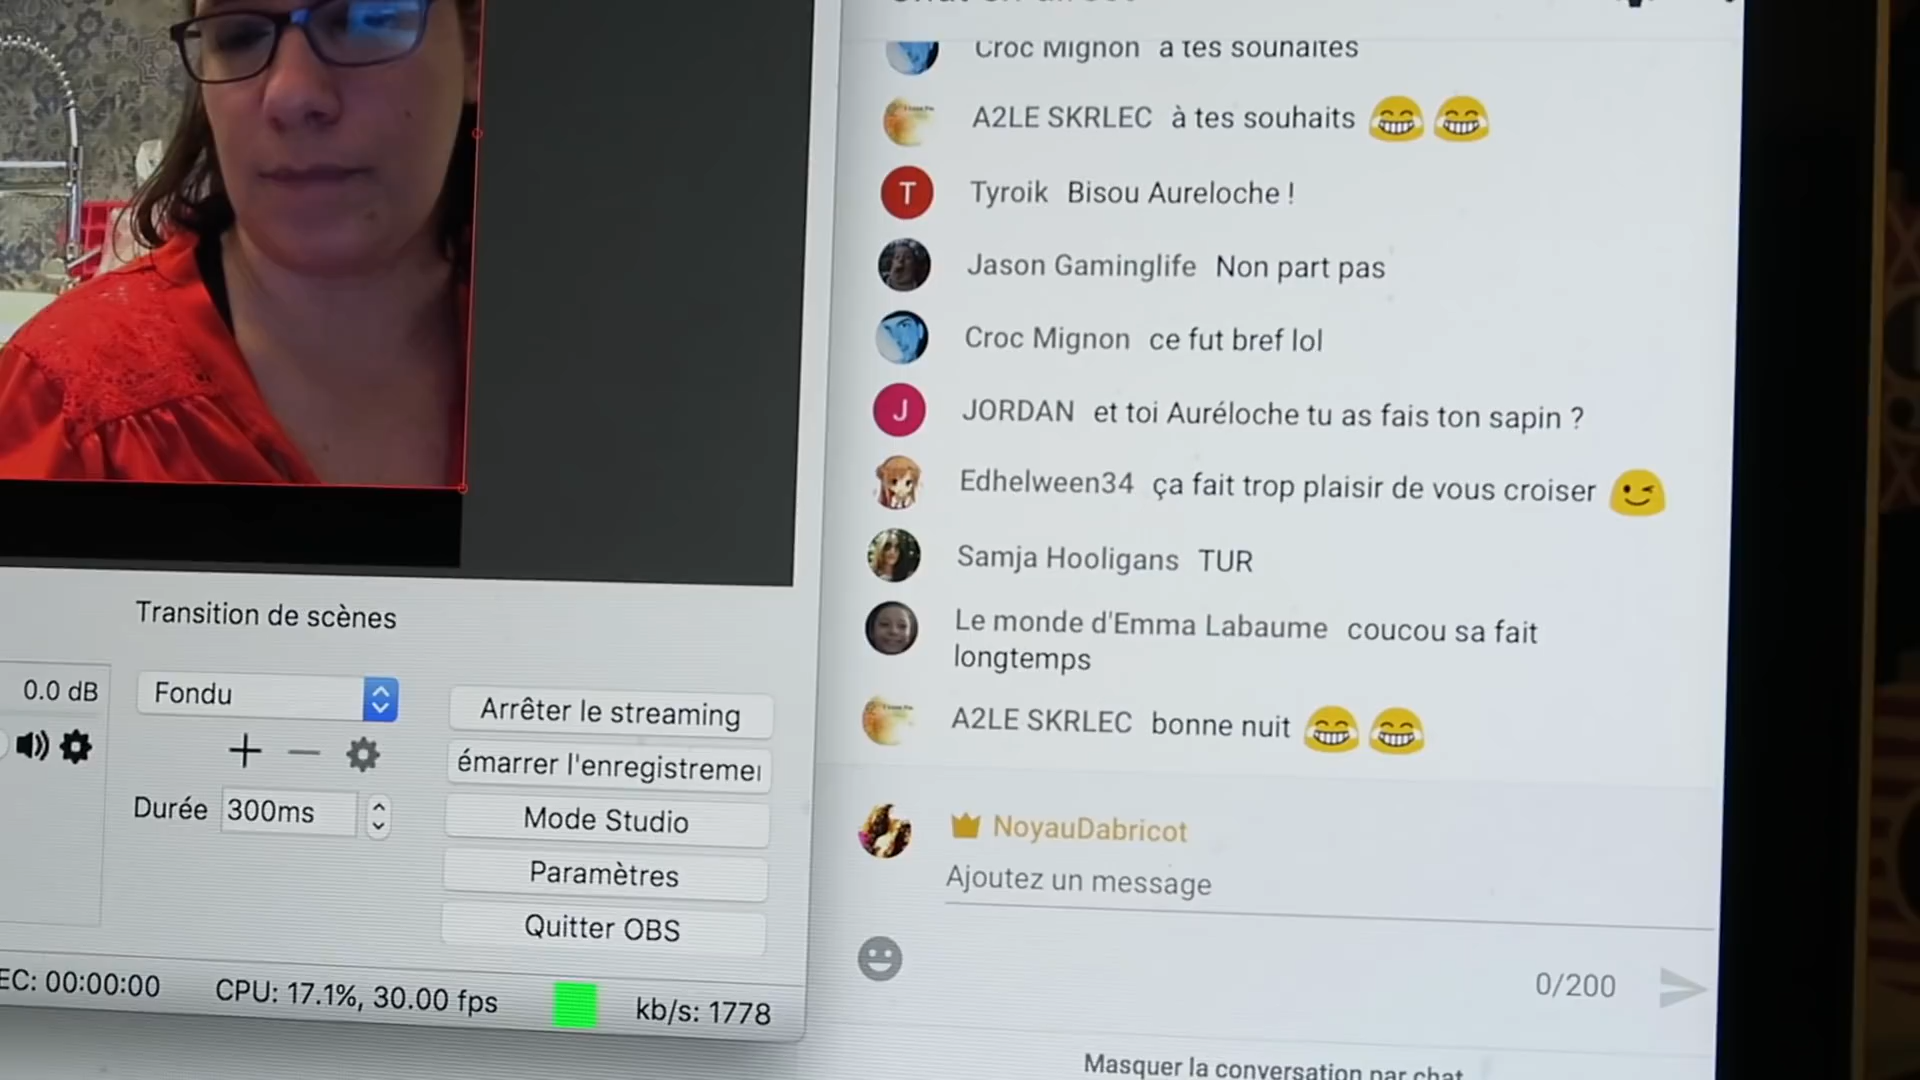 Croc Mignon à tes souhaites
A2LE SKRLEC à tes souhaits
T
Tyroik Bisou Aureloche !
Jason Gaminglife Non part pas
Croc Mignon ce fut bref lol
J
JORDAN et toi Auréloche tu as fais ton sapin ?
Edhelween34 ça fait trop plaisir de vous croiser
Samja Hooligans TUR
Le monde d'Emma Labaume coucou sa fait
longtemps
A2LE SKRLEC bonne nuit
NoyauDabricot
Ajoutez un message
0/200
Masquer la conversation par chat
Transition de scènes
0.0 dB
Fondu
Durée 300ms
Arrêter le streaming
émarrer l'enregistremei
Mode Studio
Paramètres
Quitter OBS
EC: 00:00:00
CPU: 17.1%, 30.00 fps
kb/s: 1778